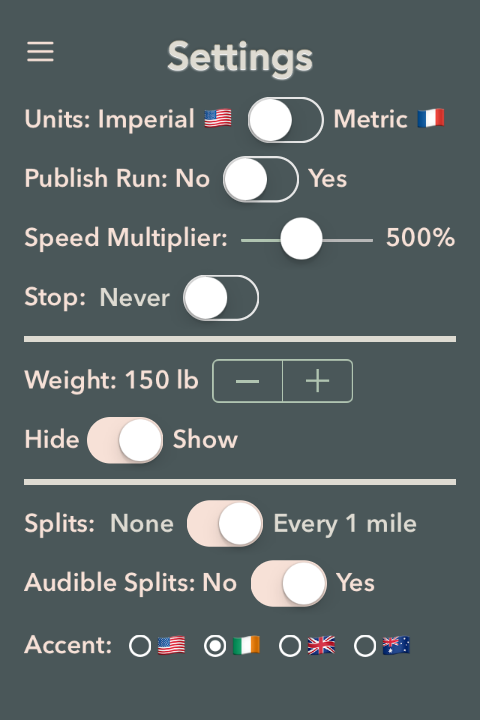 Settings
Units: Imperial 🇺🇸 Metric 🇫🇷
Publish Run: No Yes
Speed Multiplier: 500%
Stop: Never
Weight: 150 lb
Hide Show
Splits: None Every 1 mile
Audible Splits: No Yes
Accent: 🇺🇸 🇮🇪 🇬🇧 🇦🇺